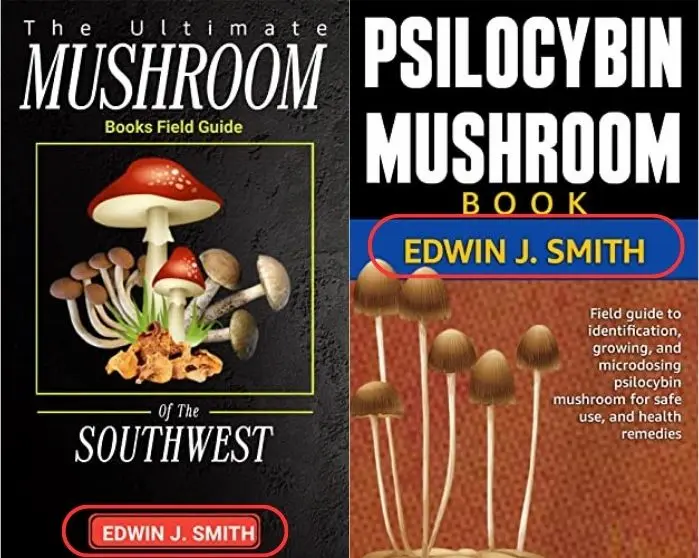 The Ultimate
MUSHROOM
Books Field Guide
Of The
SOUTHWEST
EDWIN J. SMITH
PSILOCYBIN
MUSHROOM
BOOK
EDWIN J. SMITH
Field guide to
identification,
growing, and
microdosing
psilocybin
mushroom for safe
use, and health
remedies